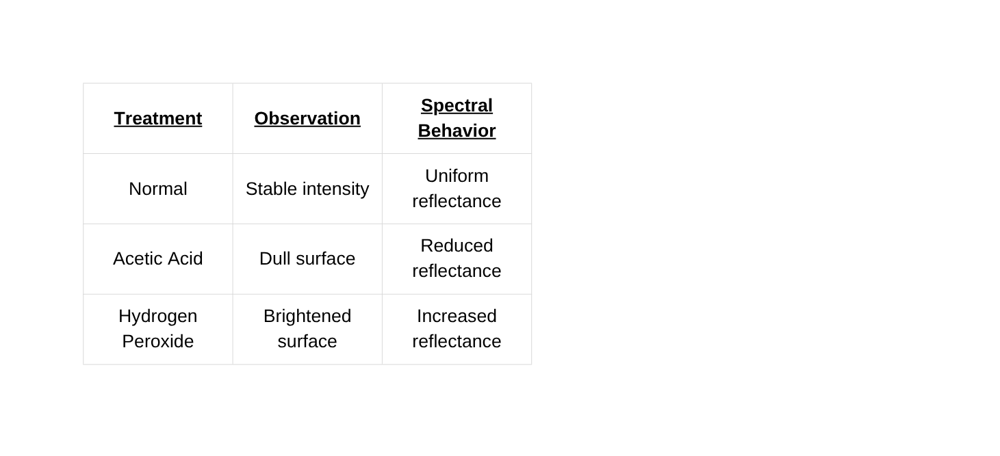 Treatment
Observation
Spectral
Behavior
Normal
Stable intensity
Uniform
reflectance
Acetic Acid
Dull surface
Reduced
reflectance
Hydrogen
Peroxide
Brightened
surface
Increased
reflectance